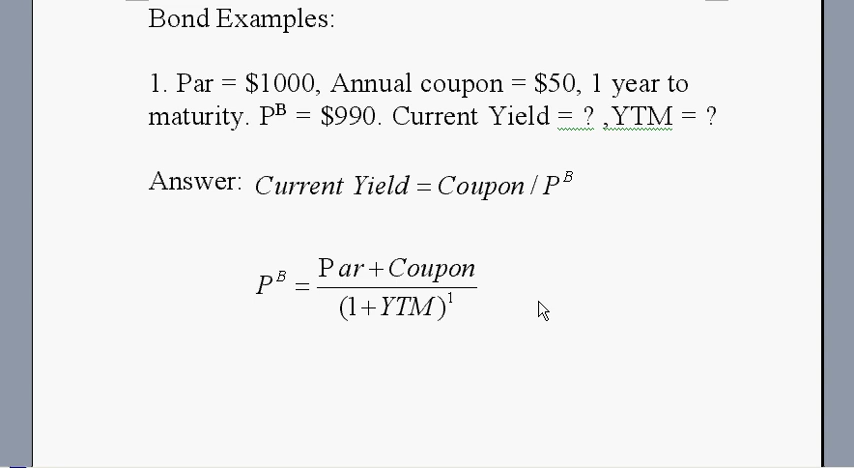 Bond Examples:
1. Par = $1000, Annual coupon = $50, 1 year to
maturity. Pᴮ = $990. Current Yield = ? ,YTM = ?
Answer: Current Yield = Coupon / Pᴮ
Pᴮ = (Par + Coupon) / (1+YTM)¹